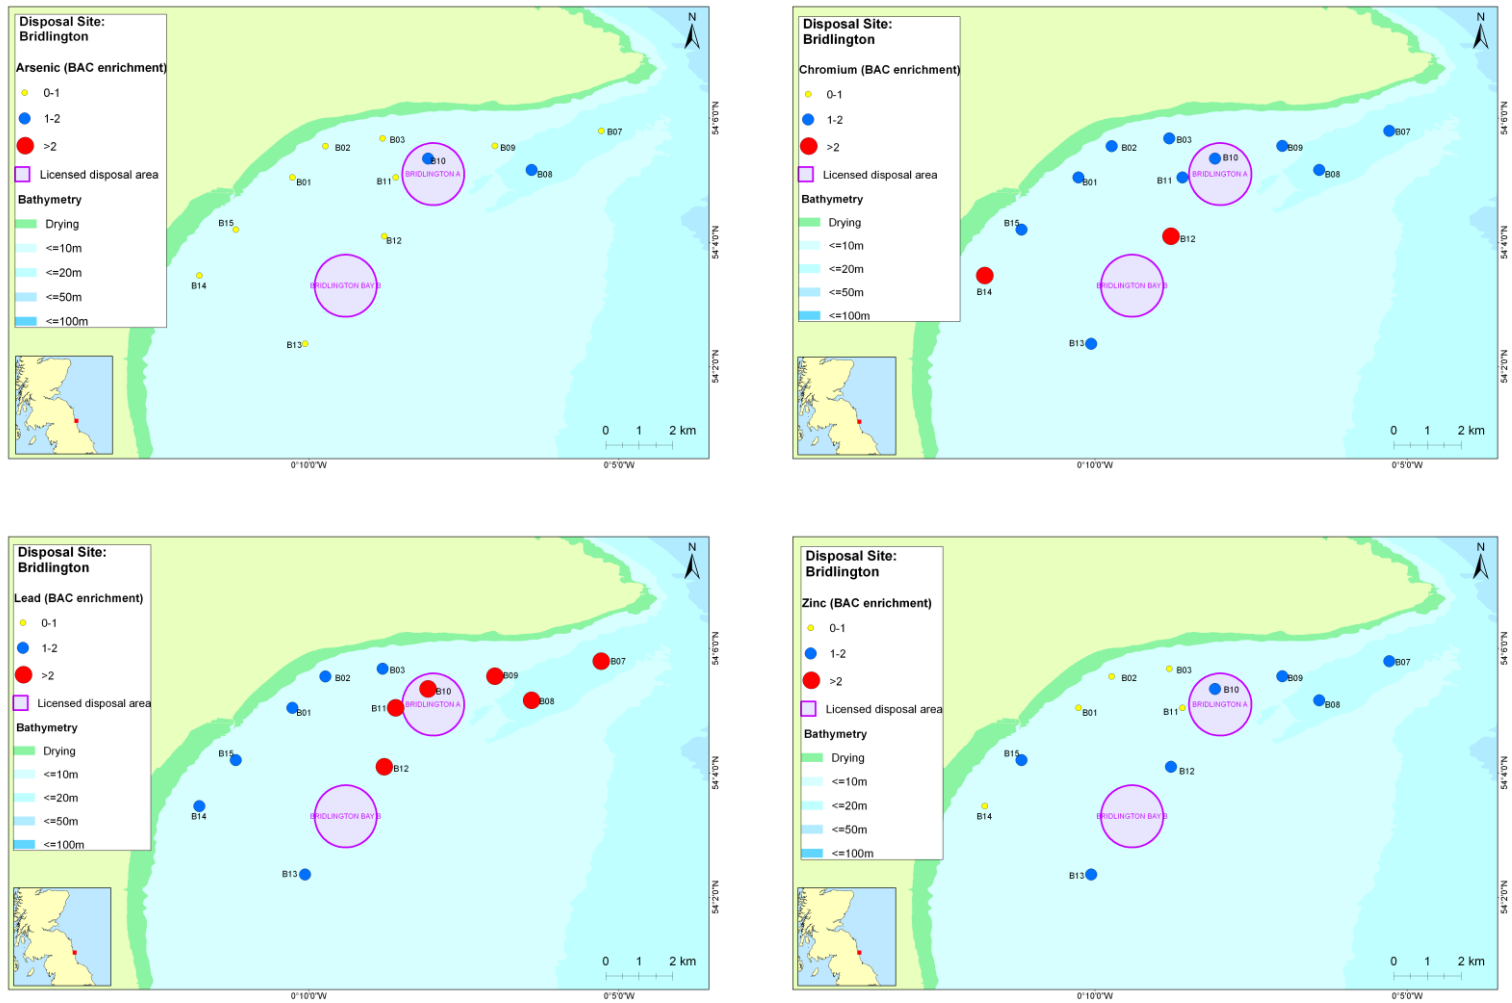 Disposal Site:
Bridlington
Arsenic (BAC enrichment)
0-1
1-2
>2
Licensed disposal area
Bathymetry
Drying
<=10m
<=20m
<=50m
<=100m
N
B07
B03
B02
B09
B10
B08
B01
B11
BRIDLINGTON A
B15
B12
B14
BRIDLINGTON BAY B
B13
0 1 2 km
54°6'0"N
54°4'0"N
54°2'0"N
0°10'0"W
0°5'0"W
Disposal Site:
Bridlington
Chromium (BAC enrichment)
0-1
1-2
>2
Licensed disposal area
Bathymetry
Drying
<=10m
<=20m
<=50m
<=100m
N
B07
B03
B02
B09
B10
B08
B01
B11
BRIDLINGTON A
B15
B12
B14
BRIDLINGTON BAY B
B13
0 1 2 km
54°6'0"N
54°4'0"N
54°2'0"N
0°10'0"W
0°5'0"W
Disposal Site:
Bridlington
Lead (BAC enrichment)
0-1
1-2
>2
Licensed disposal area
Bathymetry
Drying
<=10m
<=20m
<=50m
<=100m
N
B07
B03
B02
B09
B10
B08
B01
B11
BRIDLINGTON A
B15
B12
B14
BRIDLINGTON BAY B
B13
0 1 2 km
54°6'0"N
54°4'0"N
54°2'0"N
0°10'0"W
0°5'0"W
Disposal Site:
Bridlington
Zinc (BAC enrichment)
0-1
1-2
>2
Licensed disposal area
Bathymetry
Drying
<=10m
<=20m
<=50m
<=100m
N
B07
B03
B02
B09
B10
B08
B01
B11
BRIDLINGTON A
B15
B12
B14
BRIDLINGTON BAY B
B13
0 1 2 km
54°6'0"N
54°4'0"N
54°2'0"N
0°10'0"W
0°5'0"W